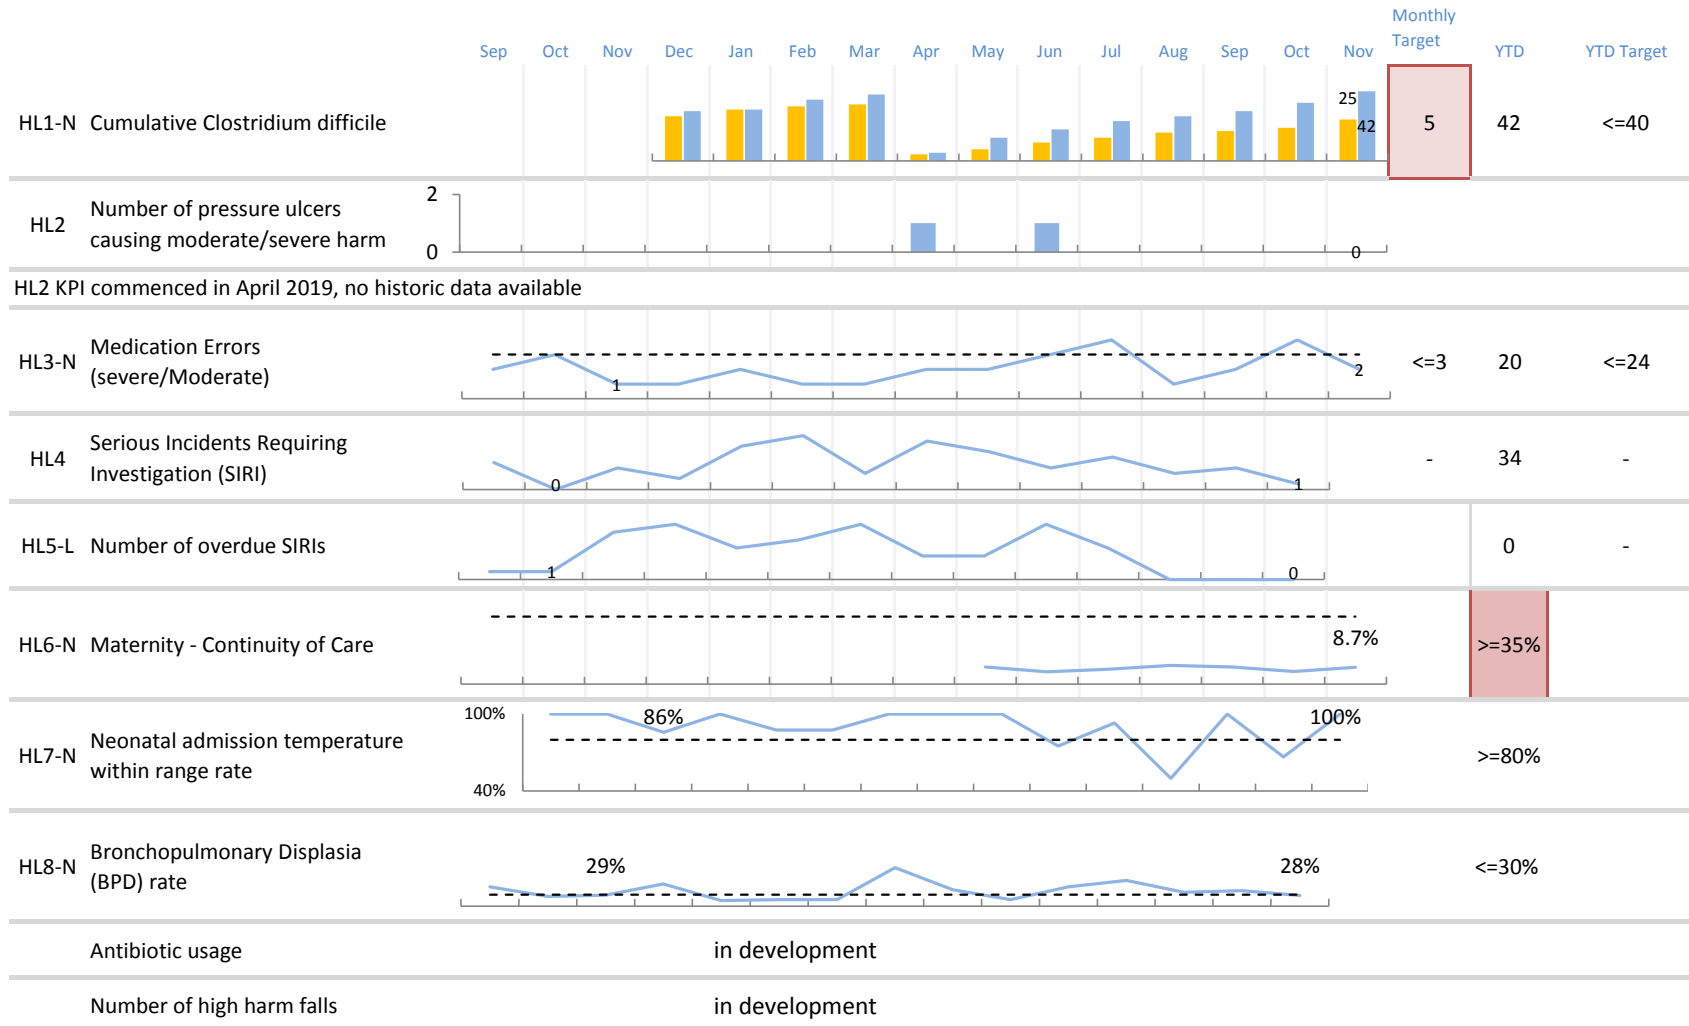 Monthly
Sep Oct Nov Dec Jan Feb Mar Apr May Jun Jul Aug Sep Oct Nov Target YTD YTD Target
25
HL1-N Cumulative Clostridium difficile 42 5 42 <=40
2
HL2 Number of pressure ulcers
causing moderate/severe harm
0 0
HL2 KPI commenced in April 2019, no historic data available
HL3-N Medication Errors
(severe/Moderate) 1 2 <=3 20 <=24
HL4 Serious Incidents Requiring
Investigation (SIRI) 0 1 - 34 -
HL5-L Number of overdue SIRIs 1 0 0 -
HL6-N Maternity - Continuity of Care 8.7% >=35%
100% 86% 100%
HL7-N Neonatal admission temperature
within range rate >=80%
40%
HL8-N Bronchopulmonary Displasia
(BPD) rate 29% 28% <=30%
Antibiotic usage in development
Number of high harm falls in development